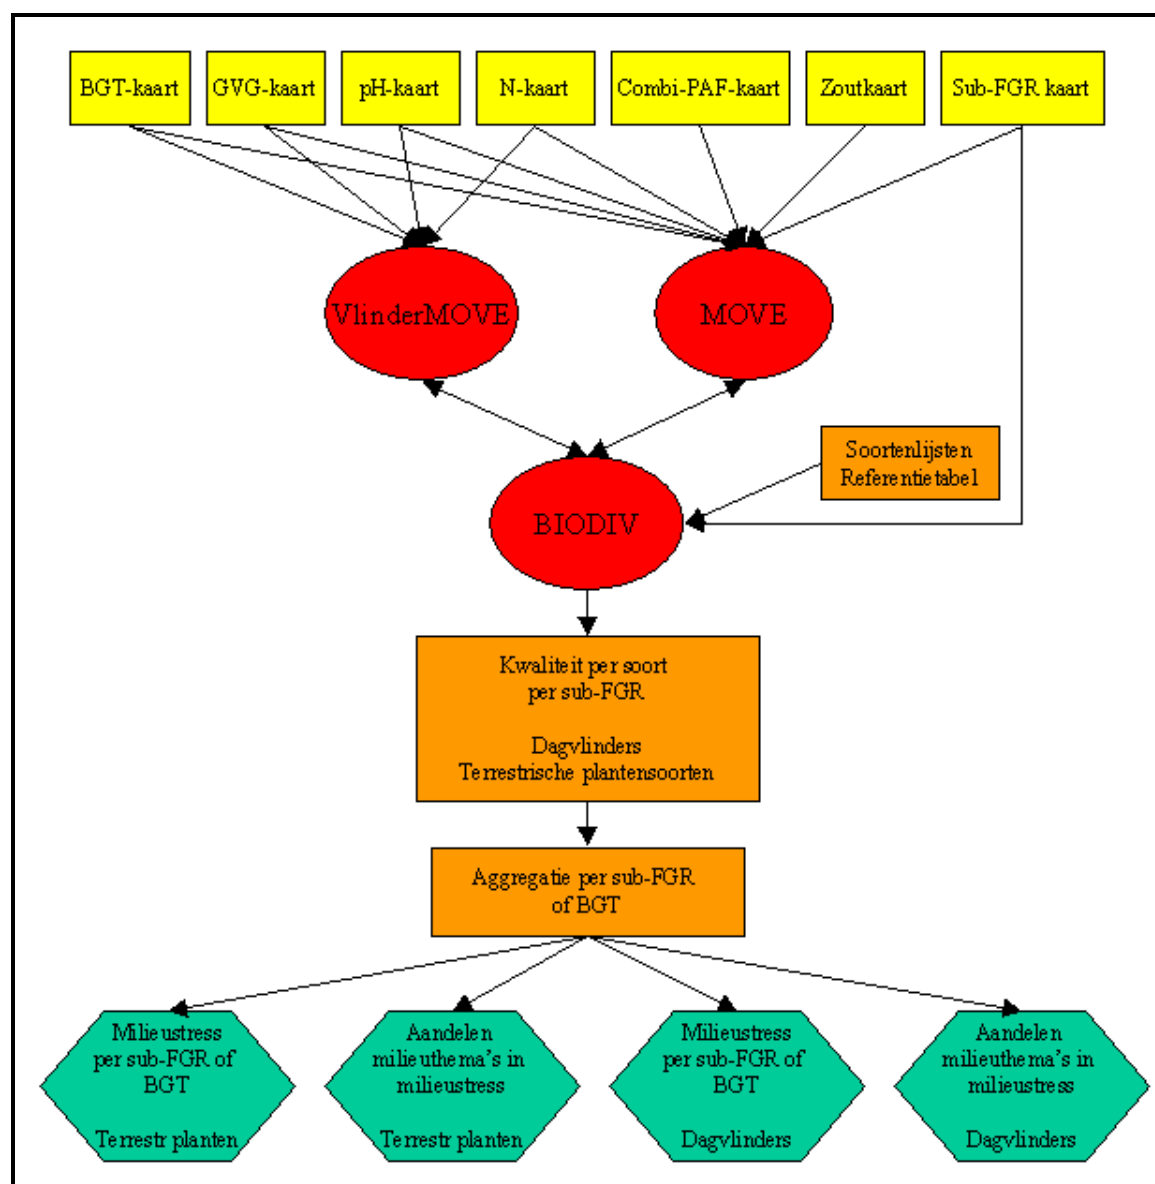 BGT-kaart
GVG-kaart
pH-kaart
N-kaart
Combi-PAF-kaart
Zoutkaart
Sub-FGR kaart
VlinderMOVE
MOVE
Soortenlijsten
Referentietabel
BIODIV
Kwaliteit per soort
per sub-FGR
Dagvlinders
Terrestrische plantensoorten
Aggregatie per sub-FGR
of BGT
Milieustress
per sub-FGR of
BGT
Terrestr planten
Aandelen
milieuthema's in
milieustress
Terrestr planten
Milieustress
per sub-FGR of
BGT
Dagvlinders
Aandelen
milieuthema's in
milieustress
Dagvlinders